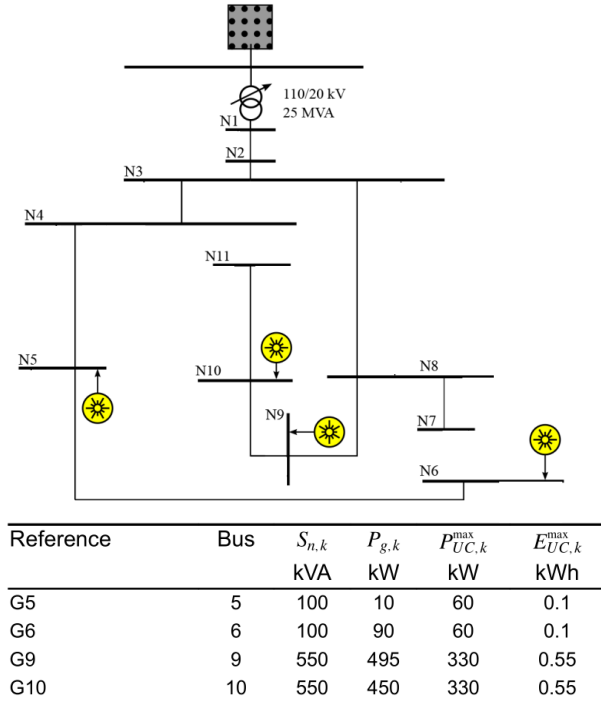 110/20 kV
25 MVA
N1
N2
N3
N4
N11
N5
N10
N8
N9
N7
N6
Reference Bus S_{n,k} P_{g,k} P_{UC,k}^{max} E_{UC,k}^{max}
kVA kW kW kWh
G5 5 100 10 60 0.1
G6 6 100 90 60 0.1
G9 9 550 495 330 0.55
G10 10 550 450 330 0.55